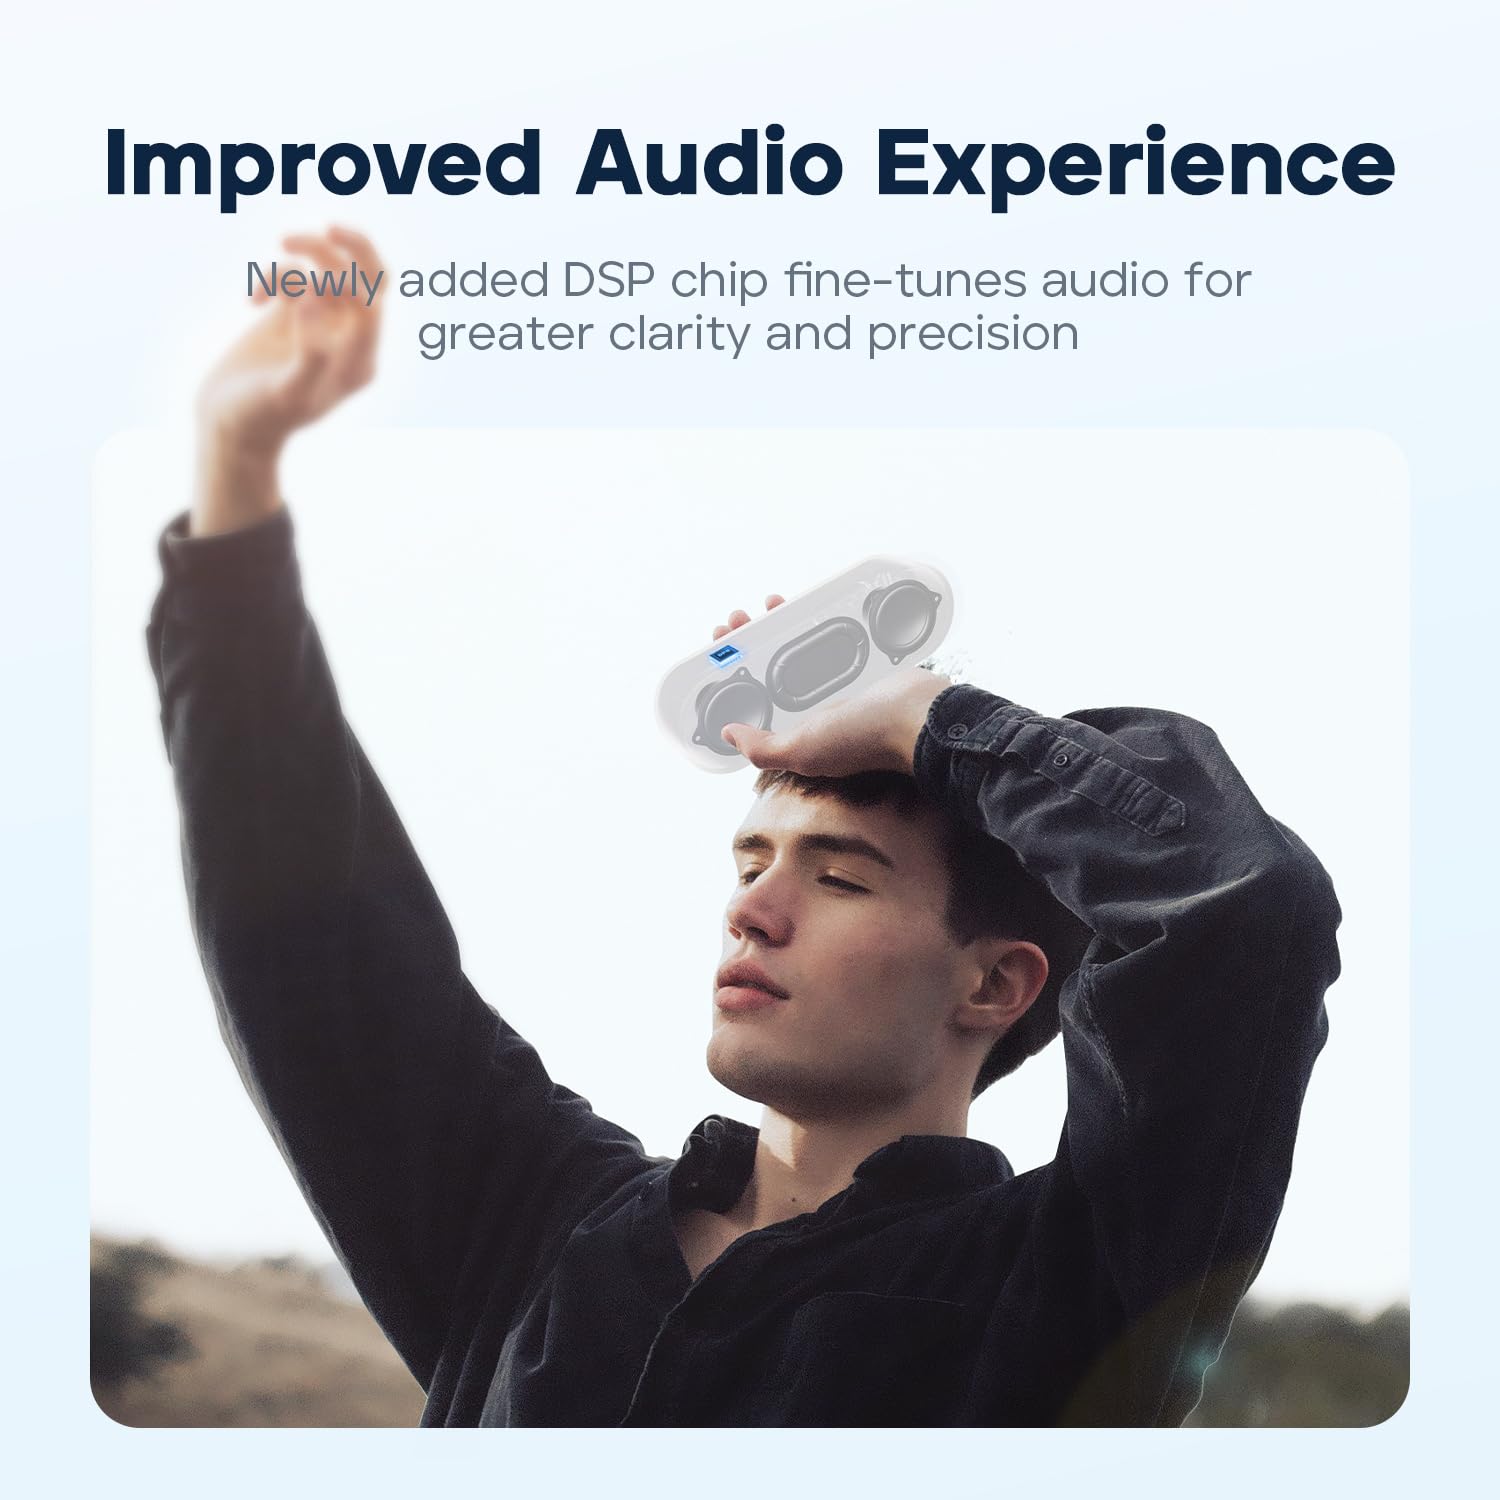 Improved Audio Experience
Newly added DSP chip fine-tunes audio for
greater clarity and precision